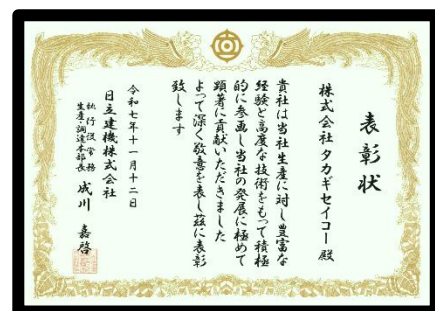 表彰状
株式会社タカギセイコー殿
貴社は当社生産に対し豊富な
経験と高度な技術をもって積極
的に参画し当社の発展に極めて
顕著に貢献いただきました
よって深く敬意を表し茲に表彰
致します
令和七年十一月十二日
日立建機株式会社
執行役常務
生産・調達本部長
成川嘉啓